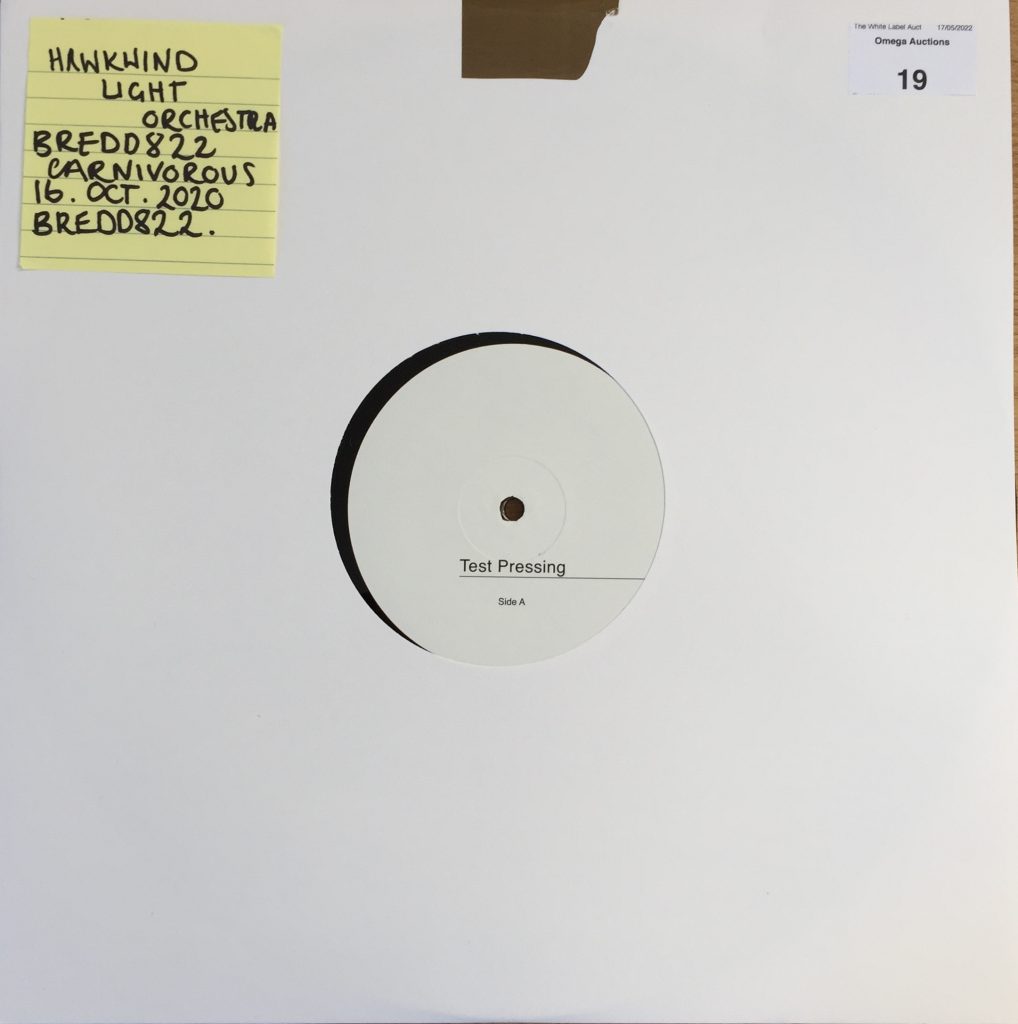 HAWKWIND
LIGHT
ORCHESTRA
BREDD822
CARNIVOROUS
16. OCT. 2020
BREDD822.
The White Label Auct 17/05/2022
Omega Auctions
19
Test Pressing
Side A